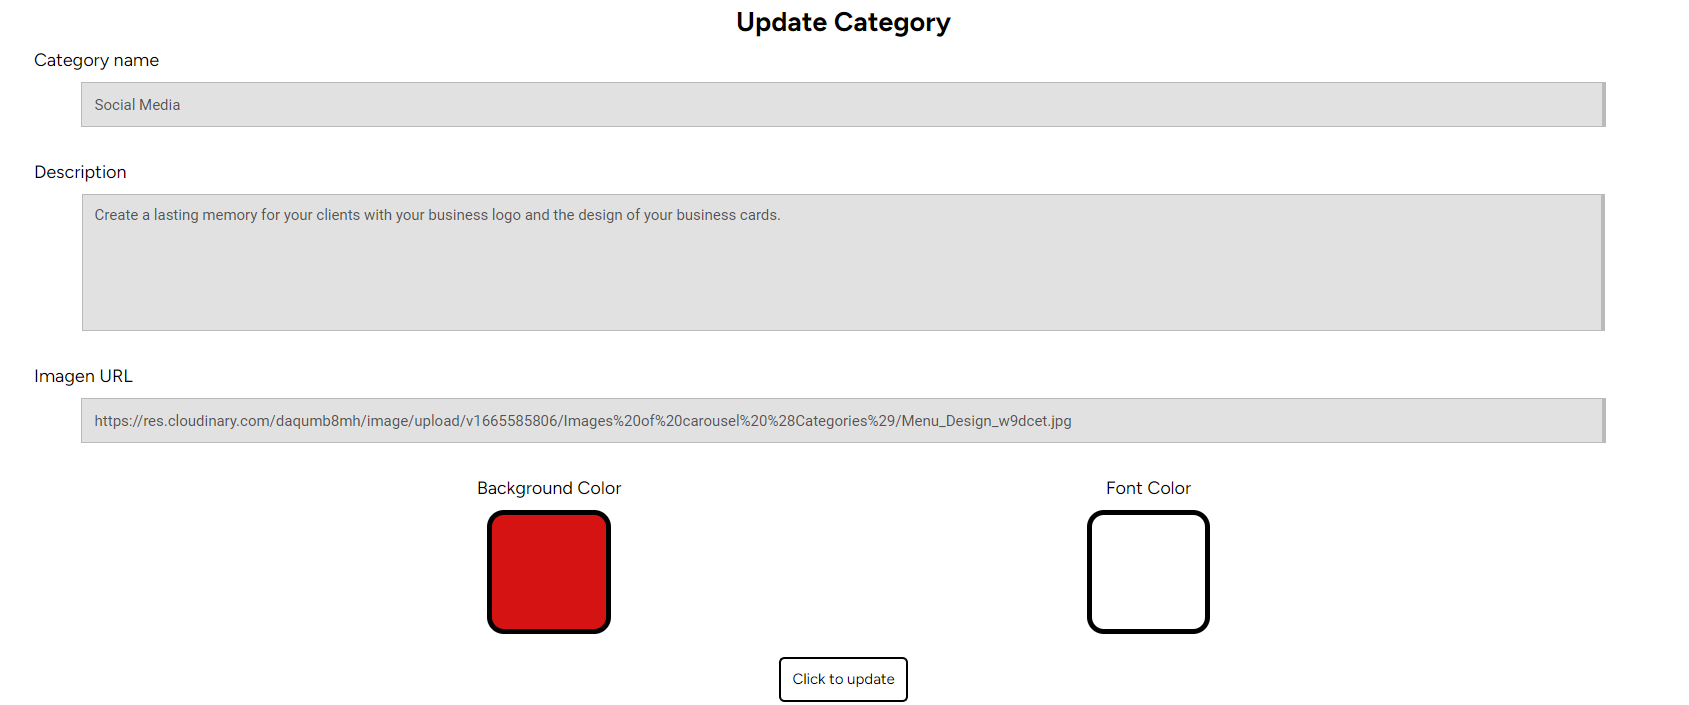 Update Category
Category name
Social Media
Description
Create a lasting memory for your clients with your business logo and the design of your business cards.
Imagen URL
https://res.cloudinary.com/daqumb8mh/image/upload/v1665585806/Images%20of%20carousel%20%28Categories%29/Menu_Design_w9dcet.jpg
Background Color
Font Color
Click to update